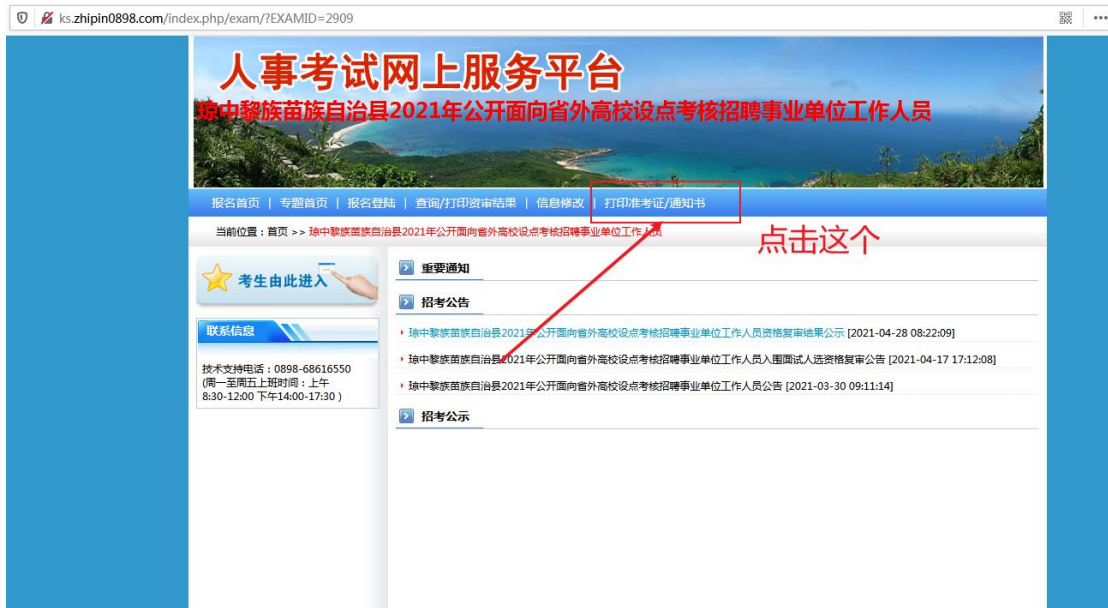 ks.zhipin0898.com/index.php/exam/?EXAMID=2909
人事考试网上服务平台
琼中黎族苗族自治县2021年公开面向省外高校设点考核招聘事业单位工作人员
报名首页 | 专题首页 | 报名登陆 | 查询/打印资审结果 | 信息修改 | 打印准考证/通知书
当前位置：首页 >> 琼中黎族苗族自治县2021年公开面向省外高校设点考核招聘事业单位工作人员
点击这个
考生由此进入
联系信息
技术支持电话：0898-68616550
(周一至周五上班时间：上午
8:30-12:00 下午14:00-17:30 )
重要通知
招考公告
琼中黎族苗族自治县2021年公开面向省外高校设点考核招聘事业单位工作人员资格复审结果公示 [2021-04-28 08:22:09]
琼中黎族苗族自治县2021年公开面向省外高校设点考核招聘事业单位工作人员入围面试人选资格复审公告 [2021-04-17 17:12:08]
琼中黎族苗族自治县2021年公开面向省外高校设点考核招聘事业单位工作人员公告 [2021-03-30 09:11:14]
招考公示